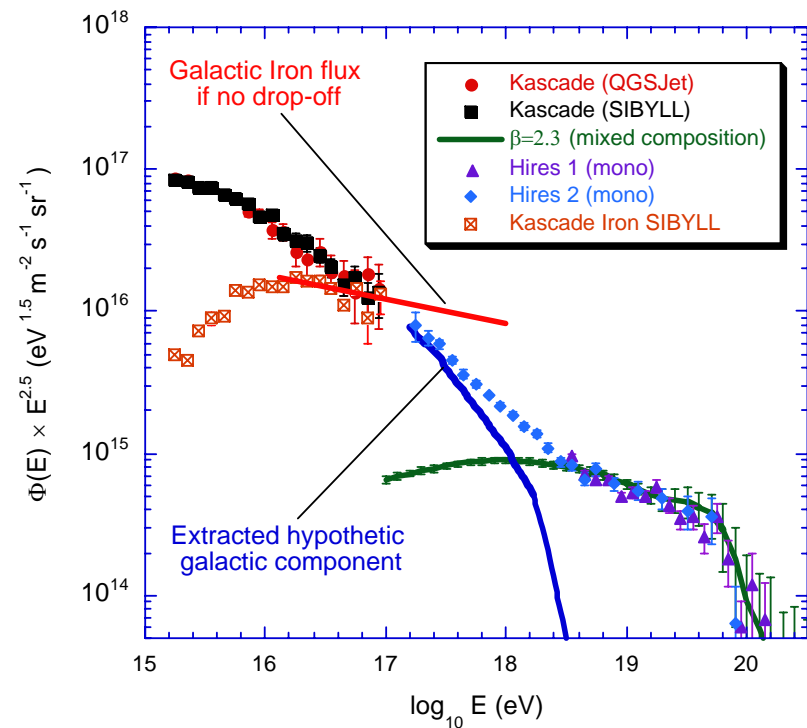 10^18
10^17
10^16
10^15
10^14
Φ(E) × E^2.5 (eV^1.5 m^-2 s^-1 sr^-1)
Galactic Iron flux
if no drop-off
Kascade (QGSJet)
Kascade (SIBYLL)
β=2.3 (mixed composition)
Hires 1 (mono)
Hires 2 (mono)
Kascade Iron SIBYLL
Extracted hypothetic
galactic component
15 16 17 18 19 20
log_10 E (eV)